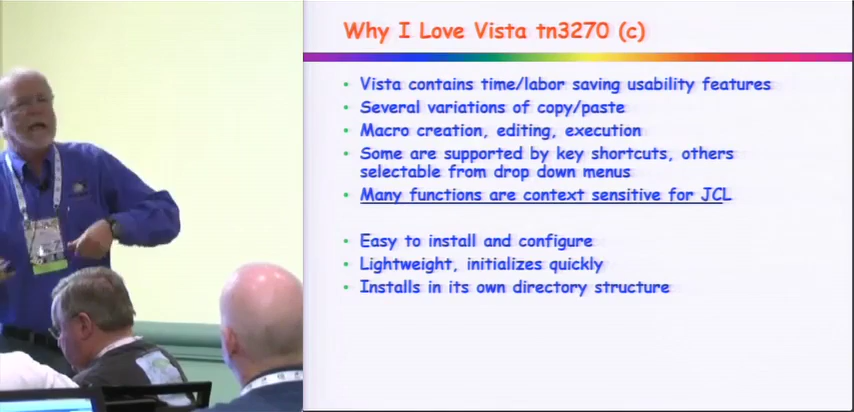 Why I Love Vista tn3270 (c)
Vista contains time/labor saving usability features
Several variations of copy/paste
Macro creation, editing, execution
Some are supported by key shortcuts, others
selectable from drop down menus
Many functions are context sensitive for JCL
Easy to install and configure
Lightweight, initializes quickly
Installs in its own directory structure